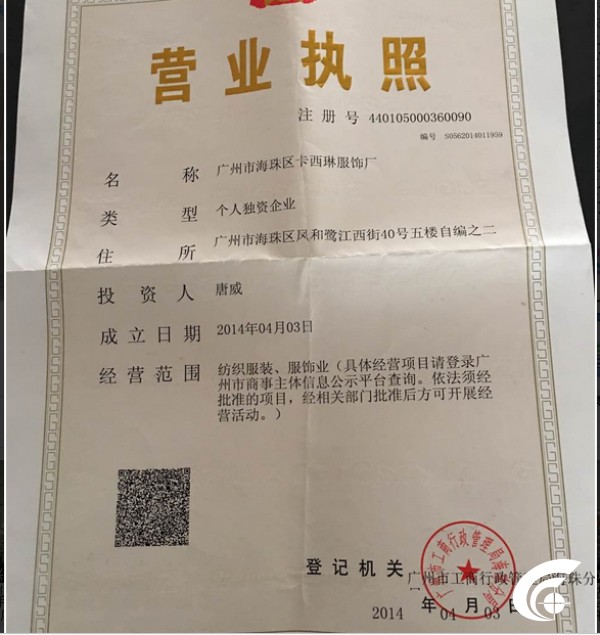 营业执照
注册号 440105000360090
编号 S0562014011959
名称 广州市海珠区卡西琳服饰厂
类型 个人独资企业
住所 广州市海珠区凤和鹭江西街40号五楼自编之二
投资人 唐威
成立日期 2014年04月03日
经营范围 纺织服装、服饰业（具体经营项目请登录广
州市商事主体信息公示平台查询。依法须经
批准的项目，经相关部门批准后方可开展经
营活动。）
登记机关
广州市工商行政管理局海珠分
2014 年 04 月 03 日